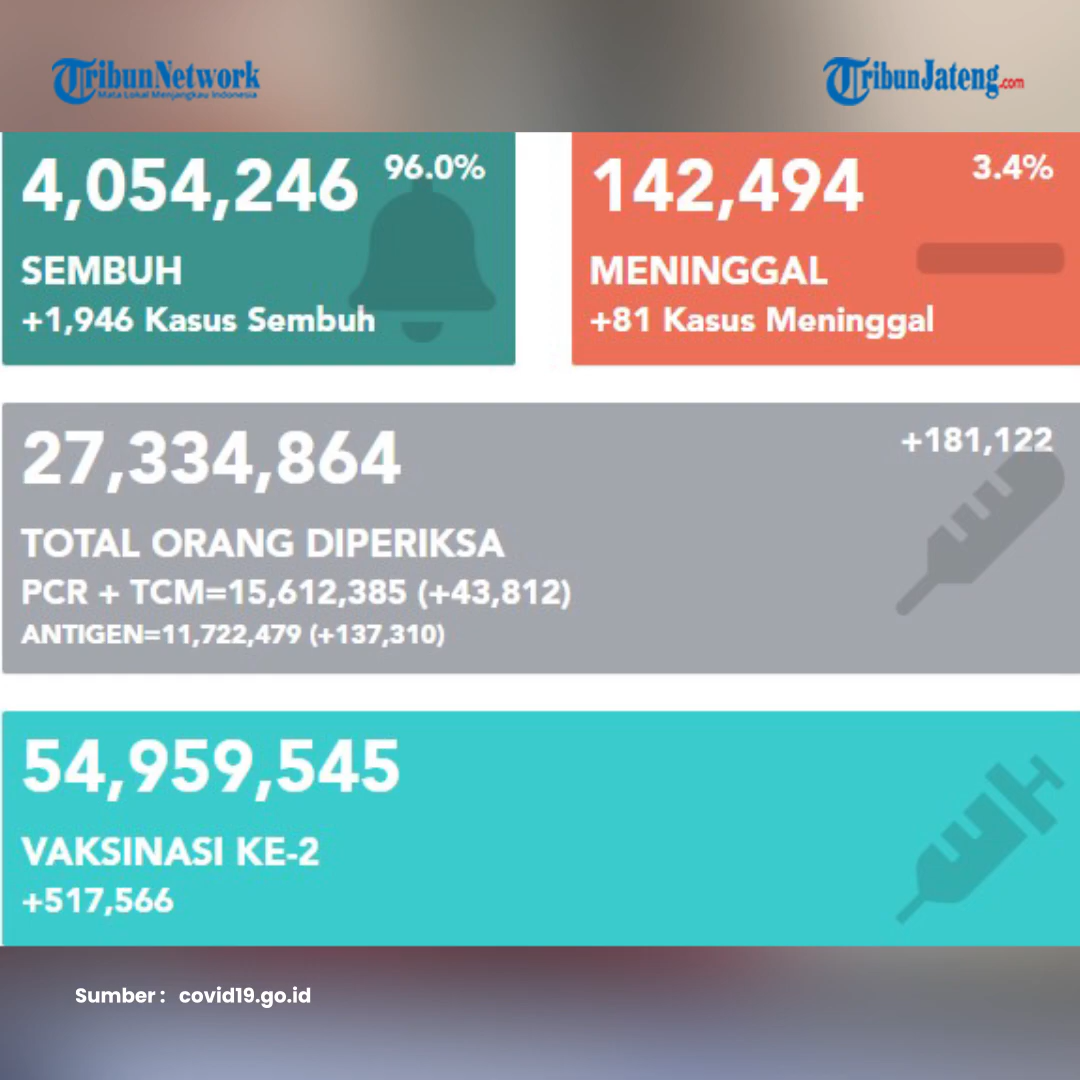 TribunNetwork
Mata Lokal Menjangkau Indonesia
TribunJateng.com
4,054,246 96.0%
SEMBUH
+1,946 Kasus Sembuh
142,494 3.4%
MENINGGAL
+81 Kasus Meninggal
27,334,864 +181,122
TOTAL ORANG DIPERIKSA
PCR + TCM=15,612,385 (+43,812)
ANTIGEN=11,722,479 (+137,310)
54,959,545
VAKSINASI KE-2
+517,566
Sumber : covid19.go.id